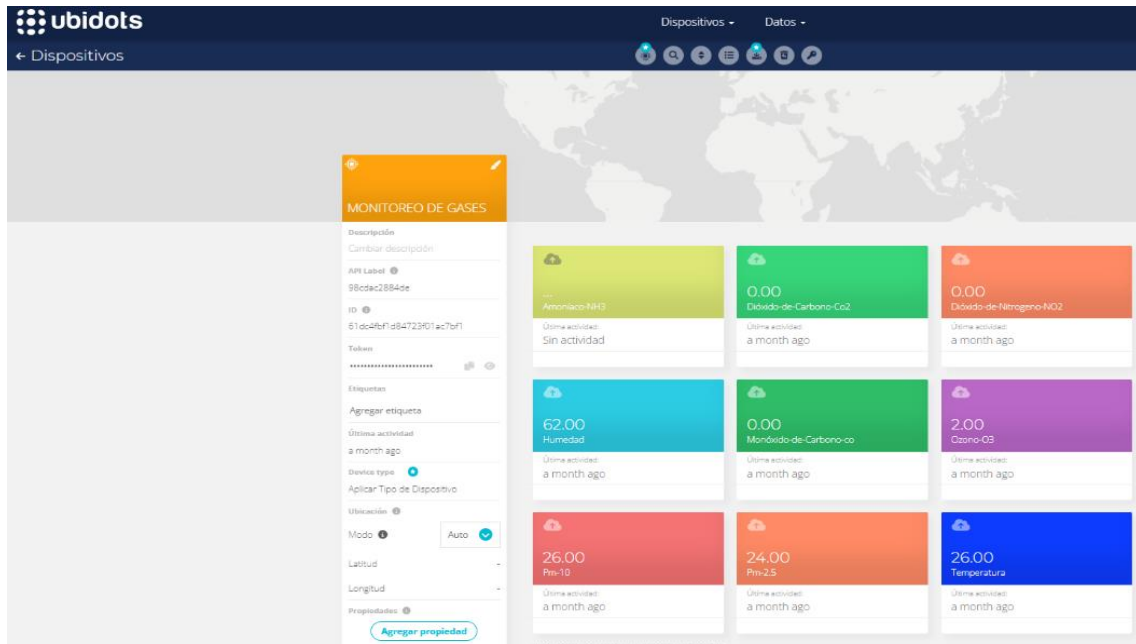 ubidots
Dispositivos
Datos
← Dispositivos
MONITOREO DE GASES
Descripción
Cambiar descripción
API Label
98cdac2884de
ID
61dc4fbf1d84723f01ac7bf1
Token
Etiquetas
Agregar etiqueta
Última actividad
a month ago
Device type
Aplicar Tipo de Dispositivo
Ubicación
Modo
Auto
Latitud
-
Longitud
-
Propiedades
Agregar propiedad
...
Amoniaco-NH3
Última actividad:
Sin actividad
0.00
Dióxido-de-Carbono-Co2
Última actividad:
a month ago
0.00
Dióxido-de-Nitrogeno-NO2
Última actividad:
a month ago
62.00
Humedad
Última actividad:
a month ago
0.00
Monóxido-de-Carbono-co
Última actividad:
a month ago
2.00
Ozono-O3
Última actividad:
a month ago
26.00
Pm-10
Última actividad:
a month ago
24.00
Pm-2.5
Última actividad:
a month ago
26.00
Temperatura
Última actividad:
a month ago